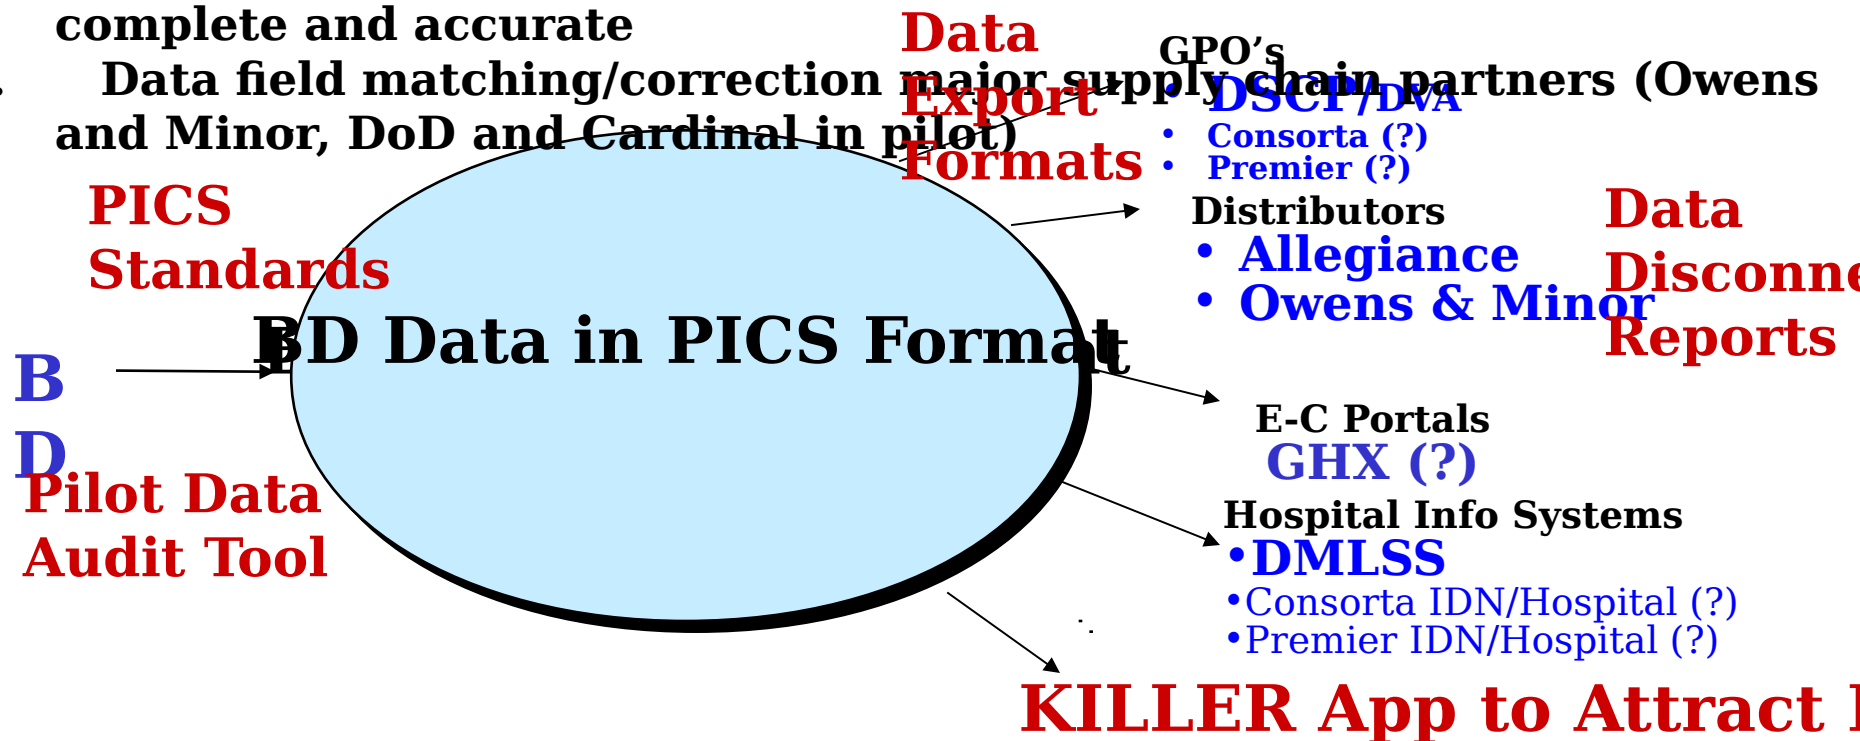 complete and accurate
Data field matching/correction major supply chain partners (Owens
and Minor, DoD and Cardinal in pilot)
Data
Export
Formats
GPO’s
• DSCP/DVA
• Consorta (?)
• Premier (?)
PICS
Standards
Distributors
• Allegiance
• Owens & Minor
Data
Reports
BD Data in PICS Format
B
D
E-C Portals
GHX (?)
Pilot Data
Audit Tool
Hospital Info Systems
•DMLSS
•Consorta IDN/Hospital (?)
•Premier IDN/Hospital (?)
KILLER App to Attract